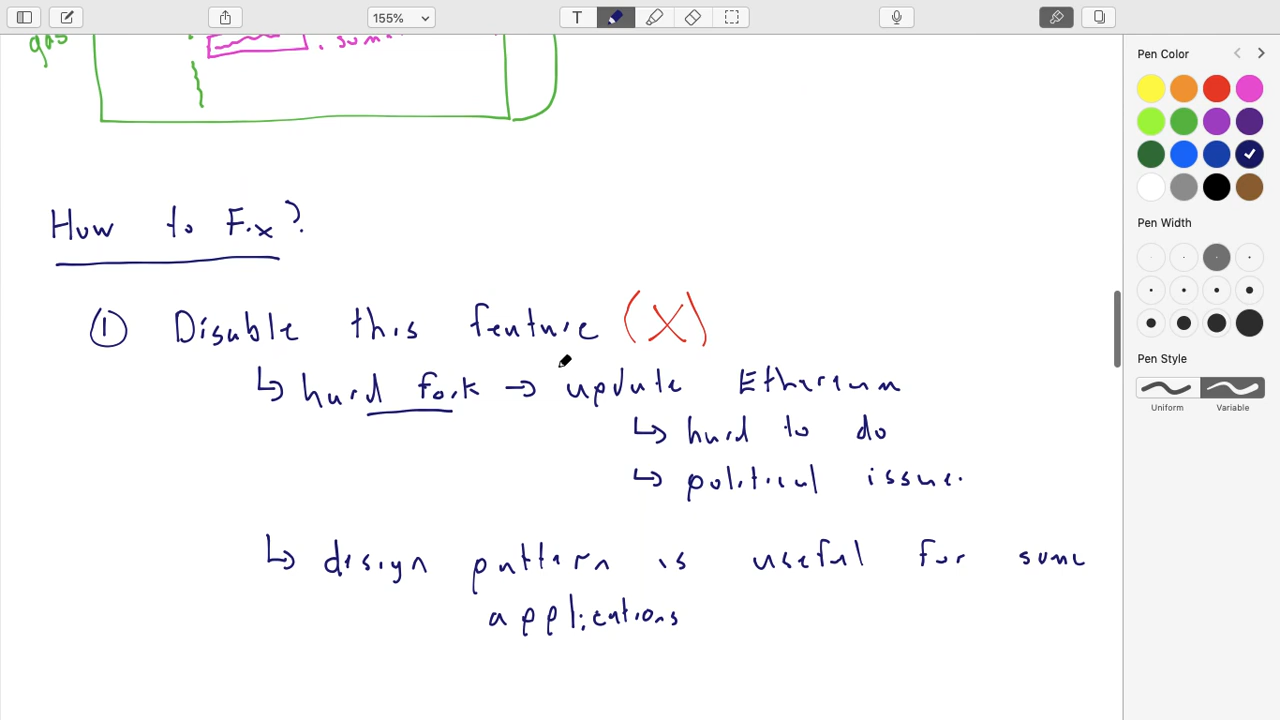 155%
T
gas
How to Fix?
① Disable this feature (X)
↳ hard fork → update Ethereum
↳ hard to do
↳ political issue.
↳ design pattern is useful for some
applications
Pen Color
Pen Width
Pen Style
Uniform Variable